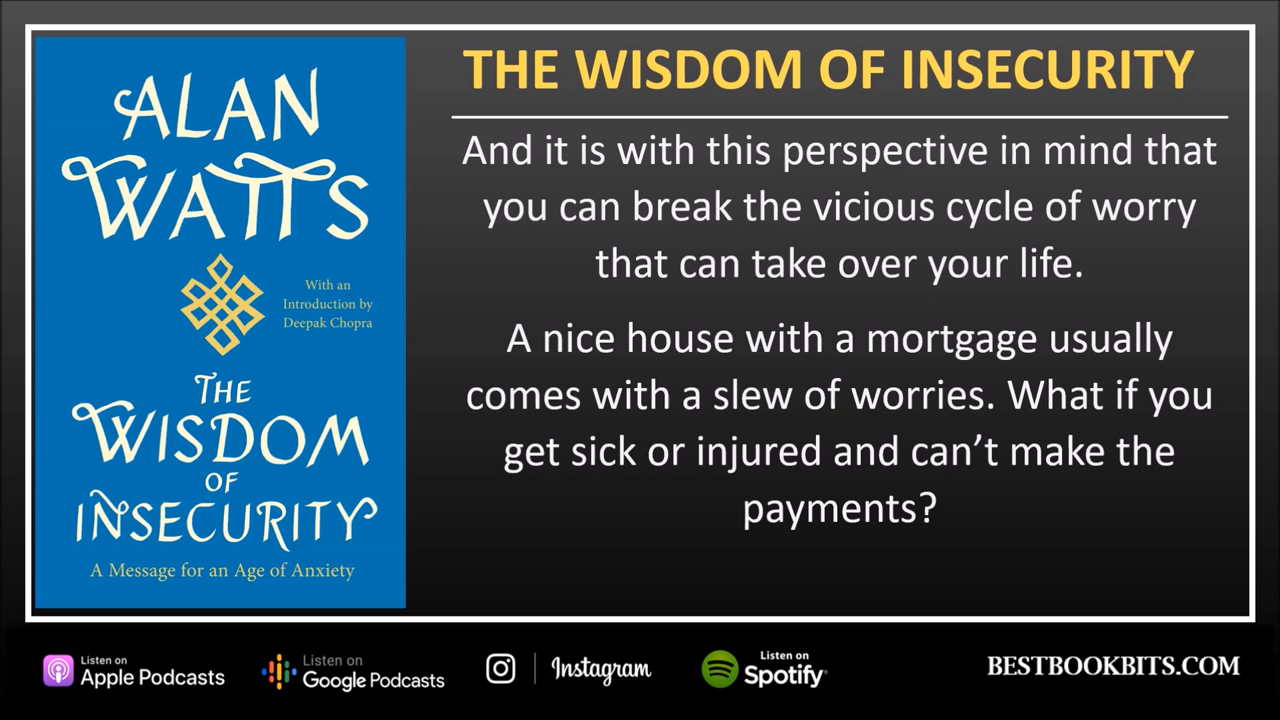 ALAN
WATTS
With an
Introduction by
Deepak Chopra
THE
WISDOM
OF
INSECURITY
A Message for an Age of Anxiety
THE WISDOM OF INSECURITY
And it is with this perspective in mind that
you can break the vicious cycle of worry
that can take over your life.
A nice house with a mortgage usually
comes with a slew of worries. What if you
get sick or injured and can’t make the
payments?
Listen on
Apple Podcasts
Listen on
Google Podcasts
Instagram
Listen on
Spotify
BESTBOOKBITS.COM